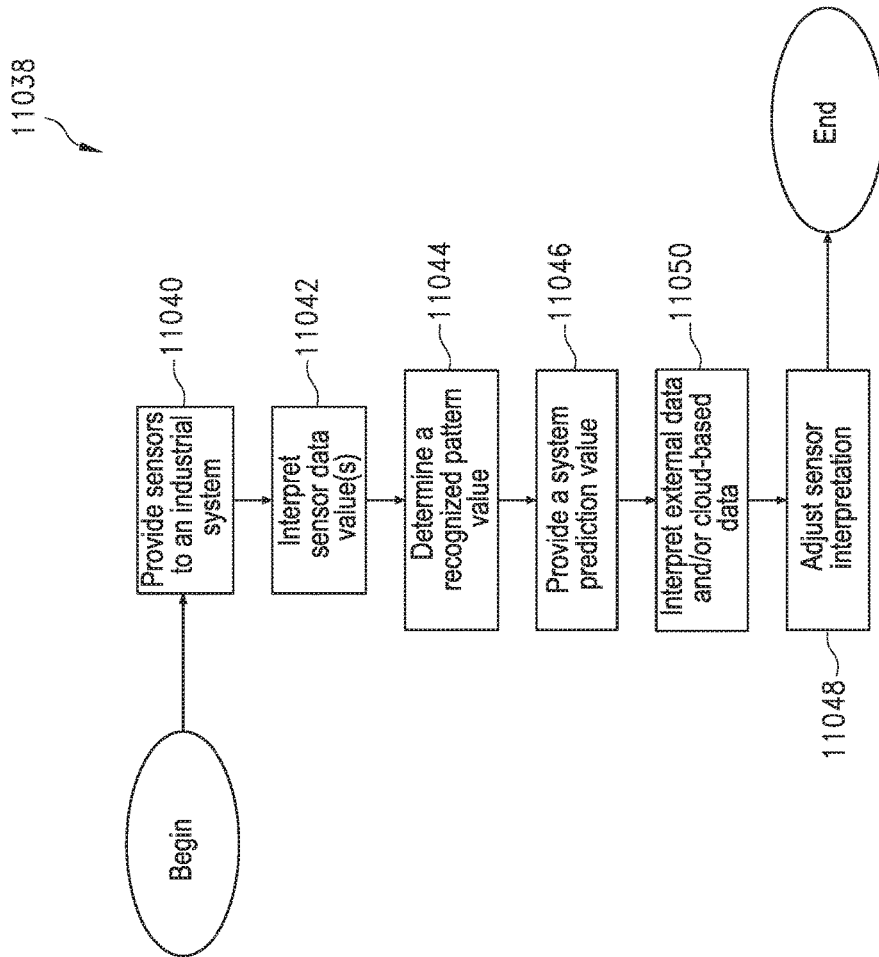 11038
Begin
Provide sensors
to an industrial
system
11040
Interpret
sensor data
value(s)
11042
Determine a
recognized pattern
value
11044
Provide a system
prediction value
11046
Interpret external data
and/or cloud-based
data
11050
Adjust sensor
interpretation
11048
End